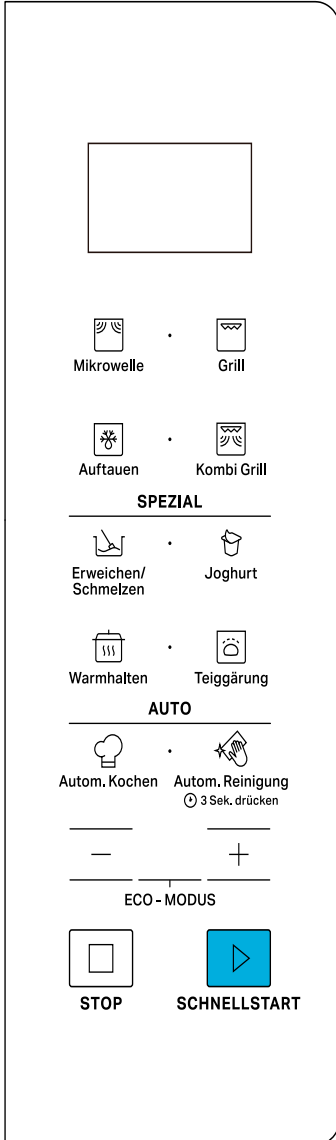 Mikrowelle Grill
Auftauen Kombi Grill
SPEZIAL
Erweichen/
Schmelzen
Joghurt
Warmhalten Teiggärung
AUTO
Autom. Kochen Autom. Reinigung
3 Sek. drücken
− +
ECO - MODUS
STOP SCHNELLSTART